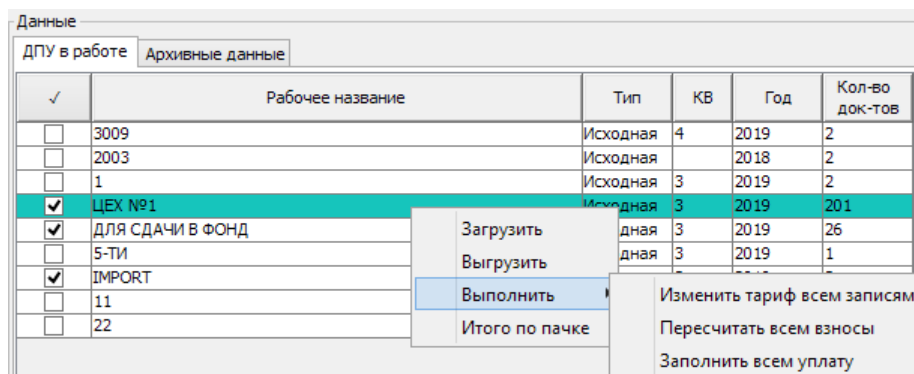 Данные
ДПУ в работе Архивные данные
✓ Рабочее название Тип КВ Год Кол-во док-тов
3009 Исходная 4 2019 2
2003 Исходная 2018 2
1 Исходная 3 2019 2
ЦЕХ №1 Исходная 3 2019 201
ДЛЯ СДАЧИ В ФОНД дная 3 2019 26
5-ТИ дная 3 2019 1
IMPORT
11
22
Загрузить
Выгрузить
Выполнить
Итого по пачке
Изменить тариф всем записям
Пересчитать всем взносы
Заполнить всем уплату